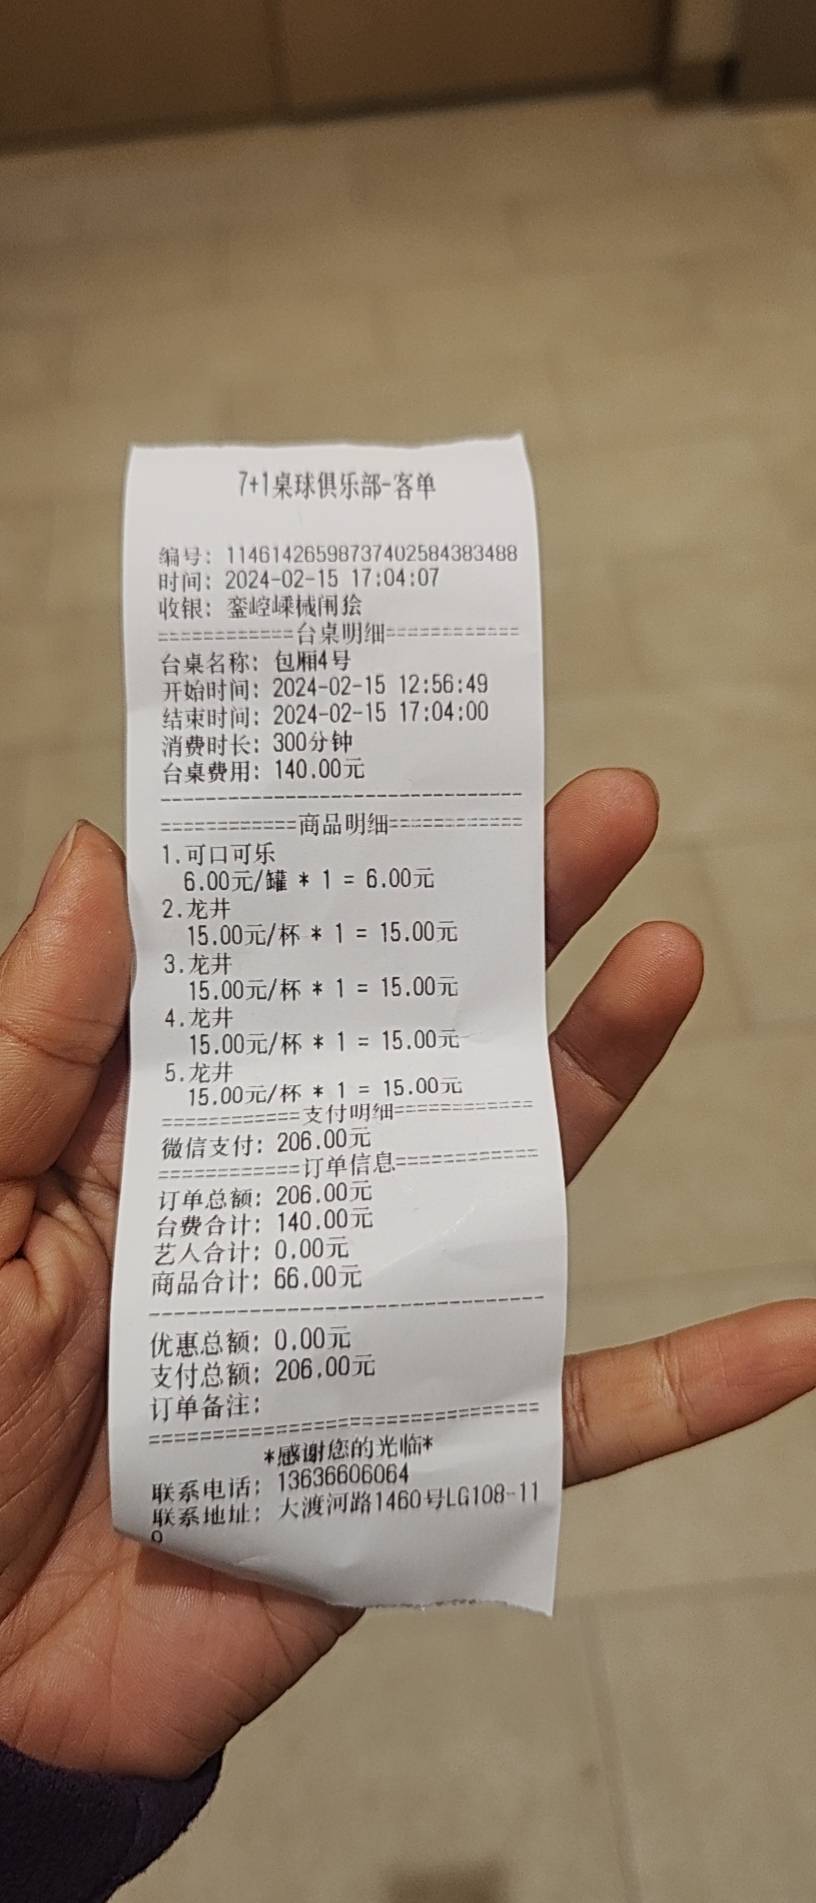 7+1桌球俱乐部-客单
编号: 11461426598737402584383488
时间: 2024-02-15 17:04:07
收银:
============台桌明细============
台桌名称: 包厢4号
开始时间: 2024-02-15 12:56:49
结束时间: 2024-02-15 17:04:00
消费时长: 300分钟
台桌费用: 140.00元
--------------------------------
============商品明细============
1.可口可乐
6.00元/罐 * 1 = 6.00元
2.龙井
15.00元/杯 * 1 = 15.00元
3.龙井
15.00元/杯 * 1 = 15.00元
4.龙井
15.00元/杯 * 1 = 15.00元
5.龙井
15.00元/杯 * 1 = 15.00元
============支付明细============
微信支付: 206.00元
============订单信息============
订单总额: 206.00元
台费合计: 140.00元
艺人合计: 0.00元
商品合计: 66.00元
--------------------------------
优惠总额: 0.00元
支付总额: 206.00元
订单备注:
================================
*感谢您的光临*
联系电话: 13636606064
联系地址: 大渡河路1460号LG108-11
9